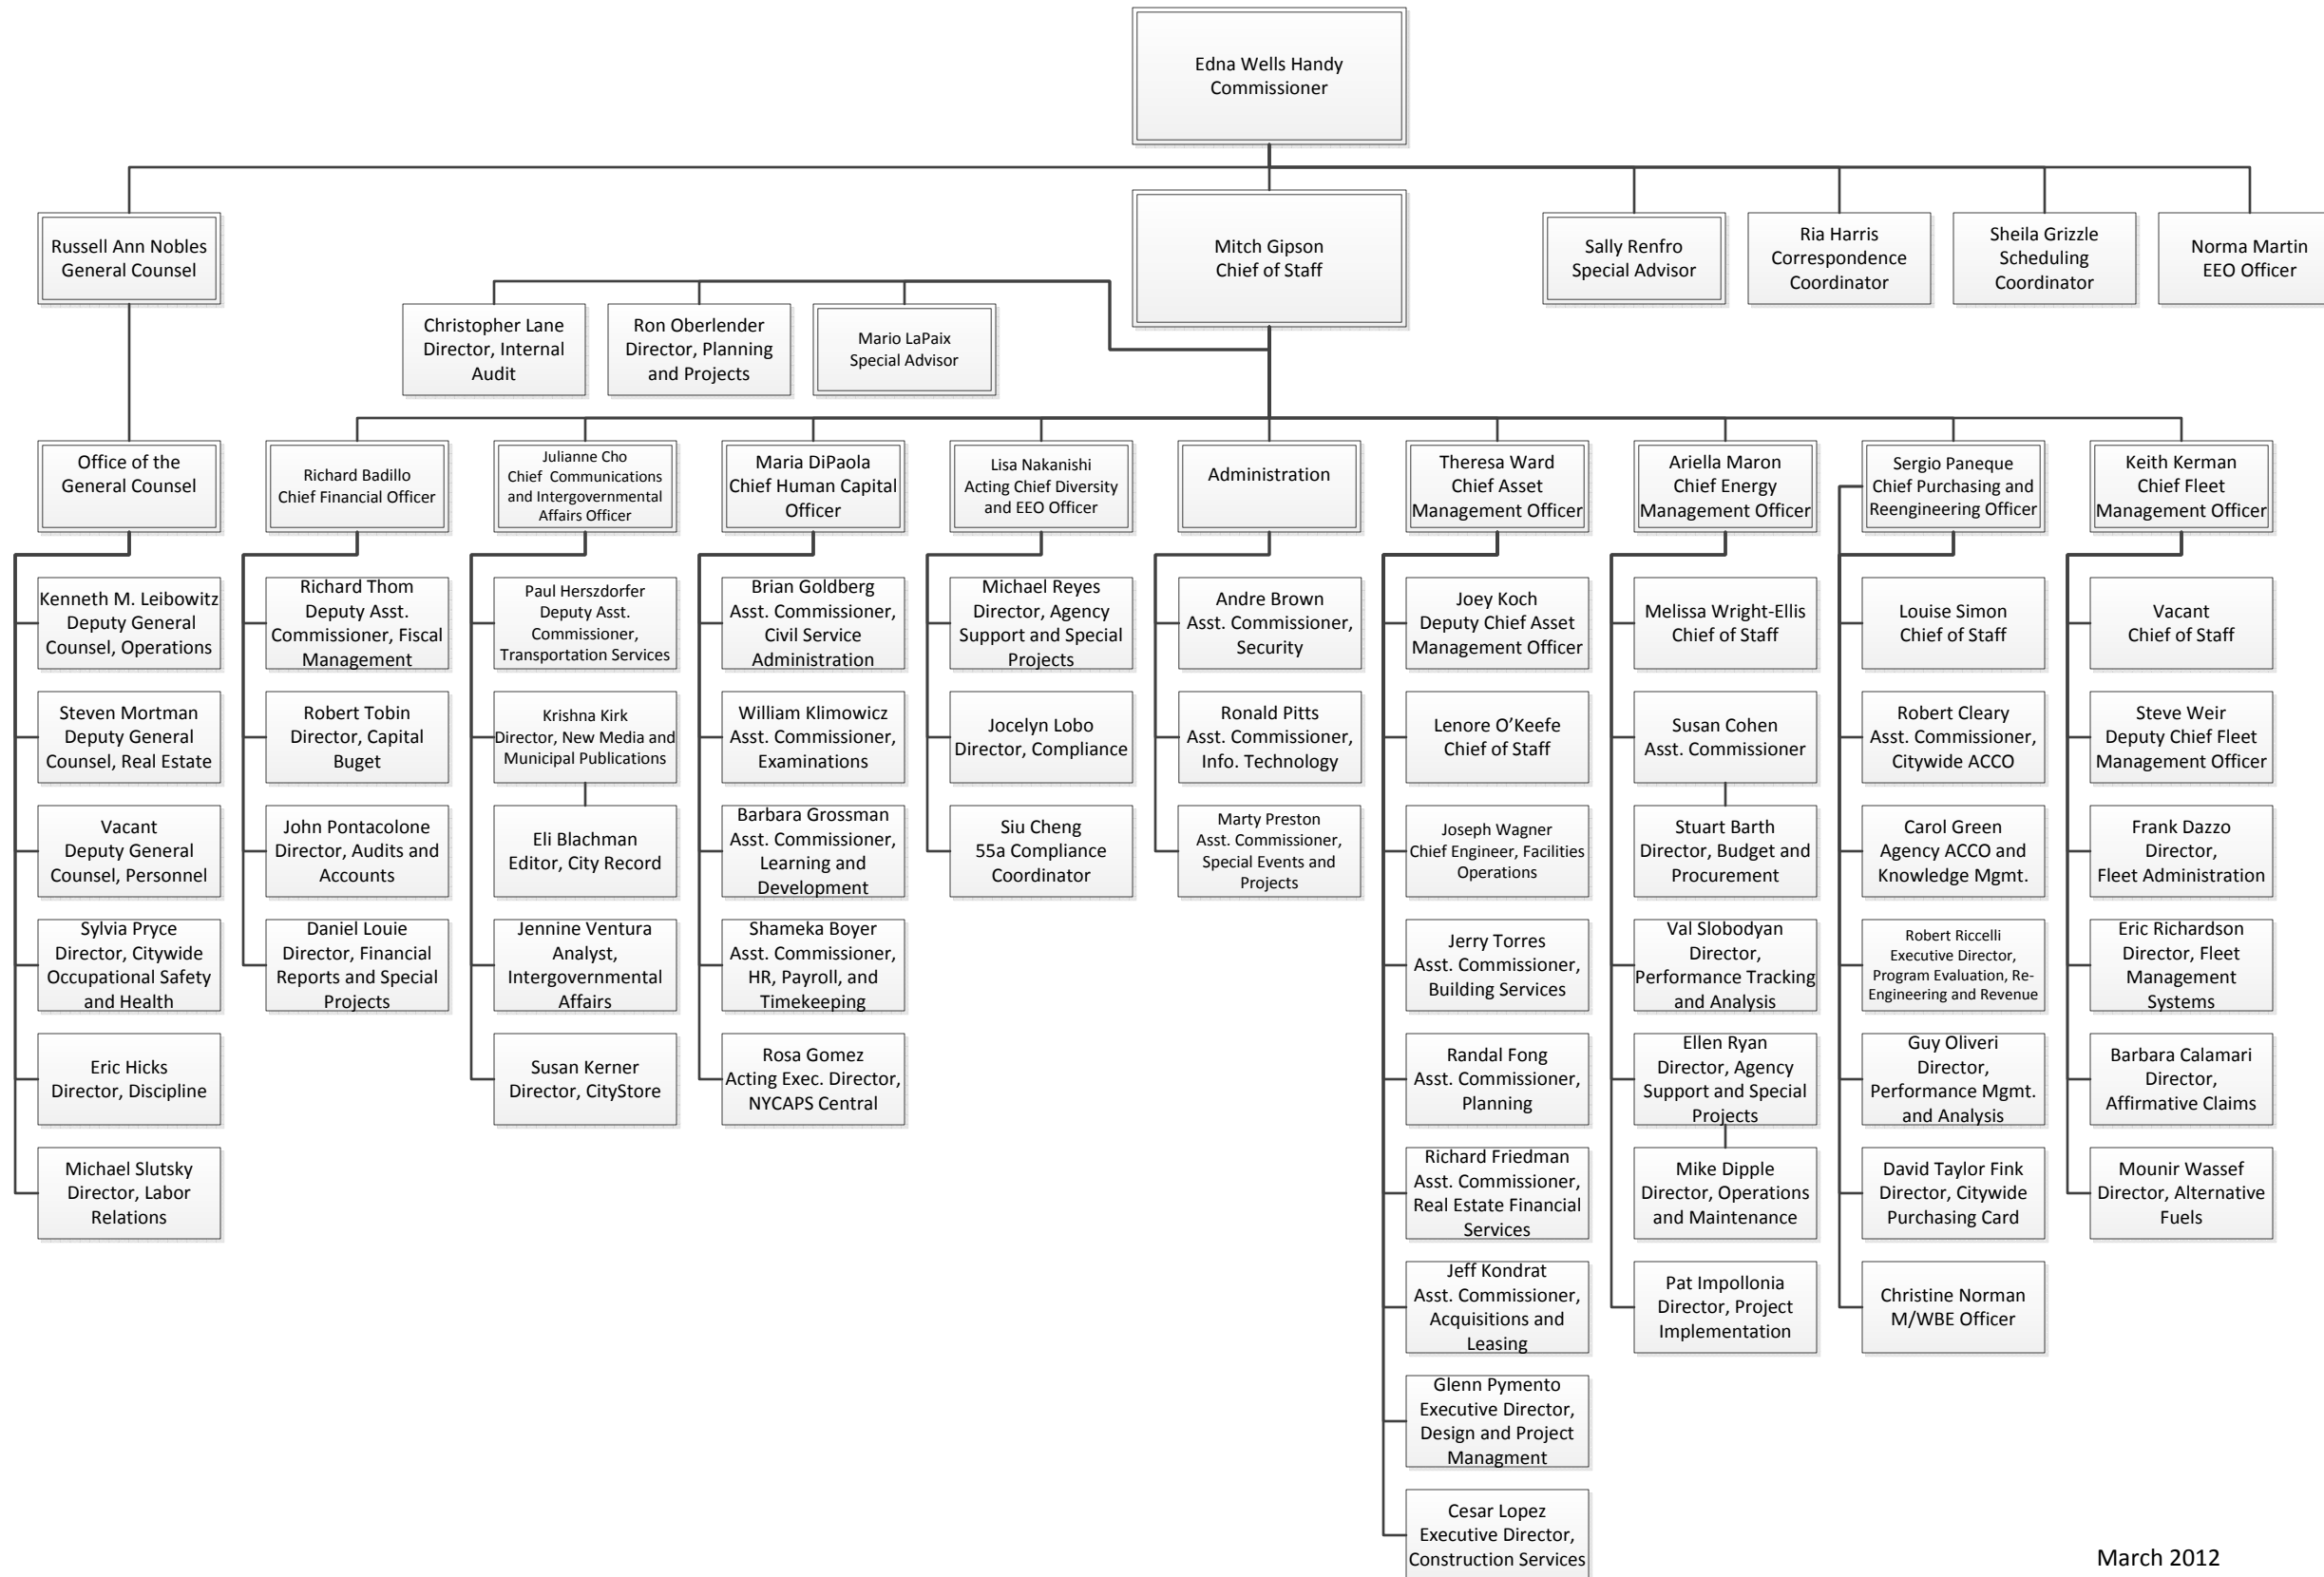 Edna Wells Handy
Commissioner
Russell Ann Nobles
General Counsel
Mitch Gipson
Chief of Staff
Sally Renfro
Special Advisor
Ria Harris
Correspondence
Coordinator
Sheila Grizzle
Scheduling
Coordinator
Norma Martin
EEO Officer
Christopher Lane
Director, Internal
Audit
Ron Oberlender
Director, Planning
and Projects
Mario LaPaix
Special Advisor
Office of the
General Counsel
Kenneth M. Leibowitz
Deputy General
Counsel, Operations
Steven Mortman
Deputy General
Counsel, Real Estate
Vacant
Deputy General
Counsel, Personnel
Sylvia Pryce
Director, Citywide
Occupational Safety
and Health
Eric Hicks
Director, Discipline
Michael Slutsky
Director, Labor
Relations
Richard Badillo
Chief Financial Officer
Richard Thom
Deputy Asst.
Commissioner, Fiscal
Management
Robert Tobin
Director, Capital
Buget
John Pontacolone
Director, Audits and
Accounts
Daniel Louie
Director, Financial
Reports and Special
Projects
Julianne Cho
Chief  Communications
and Intergovernmental
Affairs Officer
Paul Herszdorfer
Deputy Asst.
Commissioner,
Transportation Services
Krishna Kirk
Director, New Media and
Municipal Publications
Eli Blachman
Editor, City Record
Jennine Ventura
Analyst,
Intergovernmental
Affairs
Susan Kerner
Director, CityStore
Maria DiPaola
Chief Human Capital
Officer
Brian Goldberg
Asst. Commissioner,
Civil Service
Administration
William Klimowicz
Asst. Commissioner,
Examinations
Barbara Grossman
Asst. Commissioner,
Learning and
Development
Shameka Boyer
Asst. Commissioner,
HR, Payroll, and
Timekeeping
Rosa Gomez
Acting Exec. Director,
NYCAPS Central
Lisa Nakanishi
Acting Chief Diversity
and EEO Officer
Michael Reyes
Director, Agency
Support and Special
Projects
Jocelyn Lobo
Director, Compliance
Siu Cheng
55a Compliance
Coordinator
Administration
Andre Brown
Asst. Commissioner,
Security
Ronald Pitts
Asst. Commissioner,
Info. Technology
Marty Preston
Asst. Commissioner,
Special Events and
Projects
Theresa Ward
Chief Asset
Management Officer
Joey Koch
Deputy Chief Asset
Management Officer
Lenore O’Keefe
Chief of Staff
Joseph Wagner
Chief Engineer, Facilities
Operations
Jerry Torres
Asst. Commissioner,
Building Services
Randal Fong
Asst. Commissioner,
Planning
Richard Friedman
Asst. Commissioner,
Real Estate Financial
Services
Jeff Kondrat
Asst. Commissioner,
Acquisitions and
Leasing
Glenn Pymento
Executive Director,
Design and Project
Managment
Cesar Lopez
Executive Director,
Construction Services
Ariella Maron
Chief Energy
Management Officer
Melissa Wright-Ellis
Chief of Staff
Susan Cohen
Asst. Commissioner
Stuart Barth
Director, Budget and
Procurement
Val Slobodyan
Director,
Performance Tracking
and Analysis
Ellen Ryan
Director, Agency
Support and Special
Projects
Mike Dipple
Director, Operations
and Maintenance
Pat Impollonia
Director, Project
Implementation
Sergio Paneque
Chief Purchasing and
Reengineering Officer
Louise Simon
Chief of Staff
Robert Cleary
Asst. Commissioner,
Citywide ACCO
Carol Green
Agency ACCO and
Knowledge Mgmt.
Robert Riccelli
Executive Director,
Program Evaluation, Re-
Engineering and Revenue
Guy Oliveri
Director,
Performance Mgmt.
and Analysis
David Taylor Fink
Director, Citywide
Purchasing Card
Christine Norman
M/WBE Officer
Keith Kerman
Chief Fleet
Management Officer
Vacant
Chief of Staff
Steve Weir
Deputy Chief Fleet
Management Officer
Frank Dazzo
Director,
Fleet Administration
Eric Richardson
Director, Fleet
Management
Systems
Barbara Calamari
Director,
Affirmative Claims
Mounir Wassef
Director, Alternative
Fuels
March 2012